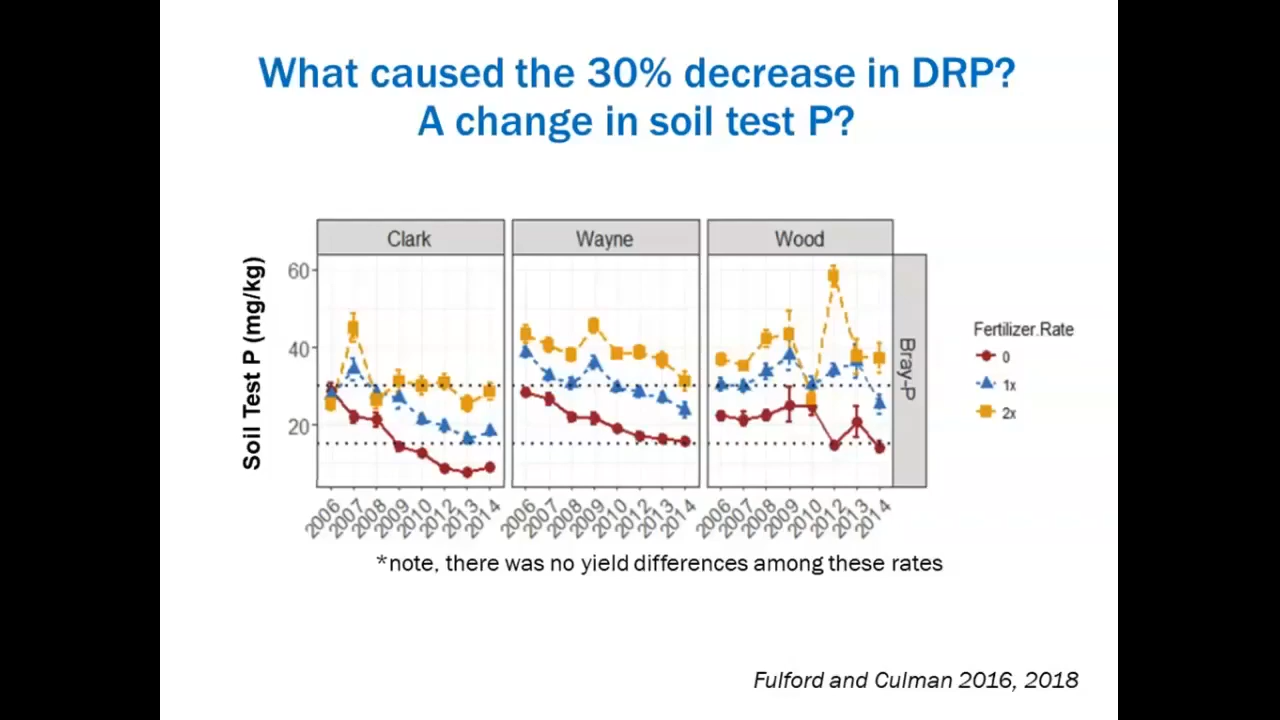 What caused the 30% decrease in DRP?
A change in soil test P?
Clark
Wayne
Wood
Soil Test P (mg/kg)
60
40
20
Bray-P
Fertilizer.Rate
0
1x
2x
2006 2007 2008 2009 2010 2012 2013 2014
2006 2007 2008 2009 2010 2012 2013 2014
2006 2007 2008 2009 2010 2012 2013 2014
*note, there was no yield differences among these rates
Fulford and Culman 2016, 2018